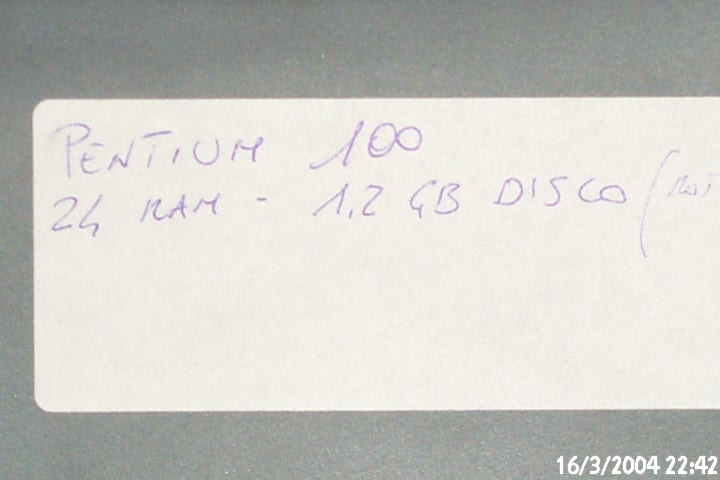 PENTIUM 100
24 RAM - 1.2 GB DISCO (
16/3/2004 22:42